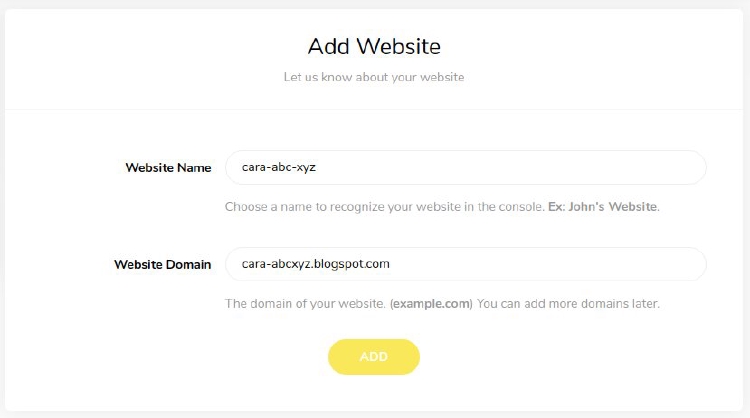 Add Website
Let us know about your website
Website Name
cara-abc-xyz
Choose a name to recognize your website in the console. Ex: John's Website.
Website Domain
cara-abcxyz.blogspot.com
The domain of your website. (example.com) You can add more domains later.
ADD